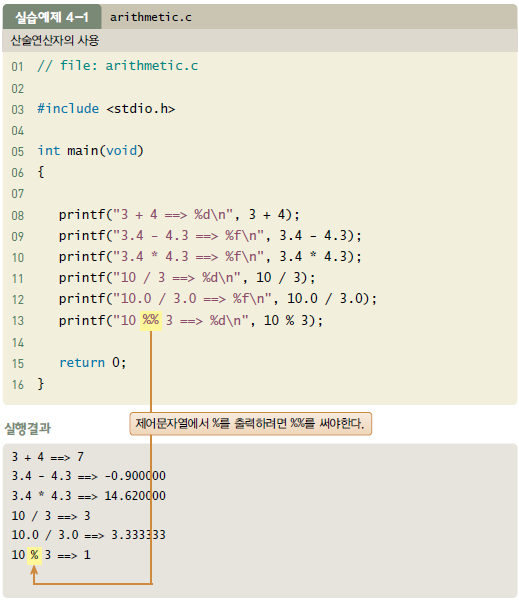 실습예제 4-1 arithmetic.c
산술연산자의 사용
01 // file: arithmetic.c
02
03 #include <stdio.h>
04
05 int main(void)
06 {
07
08 printf("3 + 4 ==> %d\n", 3 + 4);
09 printf("3.4 - 4.3 ==> %f\n", 3.4 - 4.3);
10 printf("3.4 * 4.3 ==> %f\n", 3.4 * 4.3);
11 printf("10 / 3 ==> %d\n", 10 / 3);
12 printf("10.0 / 3.0 ==> %f\n", 10.0 / 3.0);
13 printf("10 %% 3 ==> %d\n", 10 % 3);
14
15 return 0;
16 }
제어문자열에서 %를 출력하려면 %%를 써야한다.
실행결과
3 + 4 ==> 7
3.4 - 4.3 ==> -0.900000
3.4 * 4.3 ==> 14.620000
10 / 3 ==> 3
10.0 / 3.0 ==> 3.333333
10 % 3 ==> 1